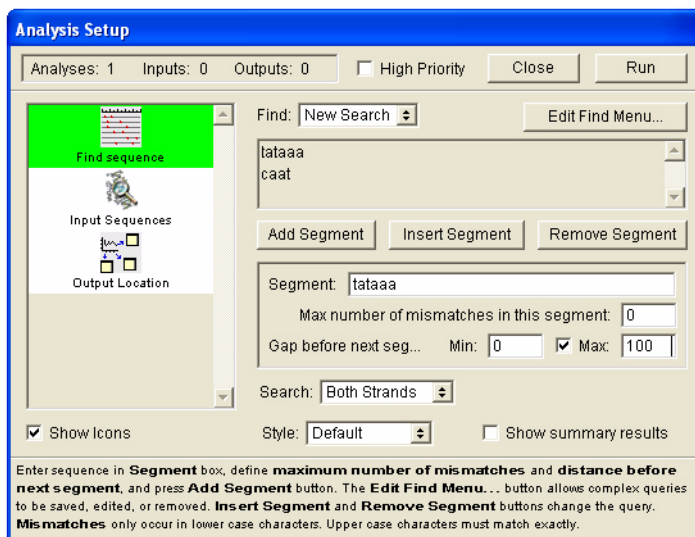 Analysis Setup
Analyses: 1 Inputs: 0 Outputs: 0 High Priority Close Run
Find: New Search Edit Find Menu...
Find sequence
tataaa
caat
Input Sequences
Add Segment Insert Segment Remove Segment
Output Location
Segment: tataaa
Max number of mismatches in this segment: 0
Gap before next seg... Min: 0 Max: 100
Search: Both Strands
Show Icons Style: Default Show summary results
Enter sequence in Segment box, define maximum number of mismatches and distance before
next segment, and press Add Segment button. The Edit Find Menu... button allows complex queries
to be saved, edited, or removed. Insert Segment and Remove Segment buttons change the query.
Mismatches only occur in lower case characters. Upper case characters must match exactly.